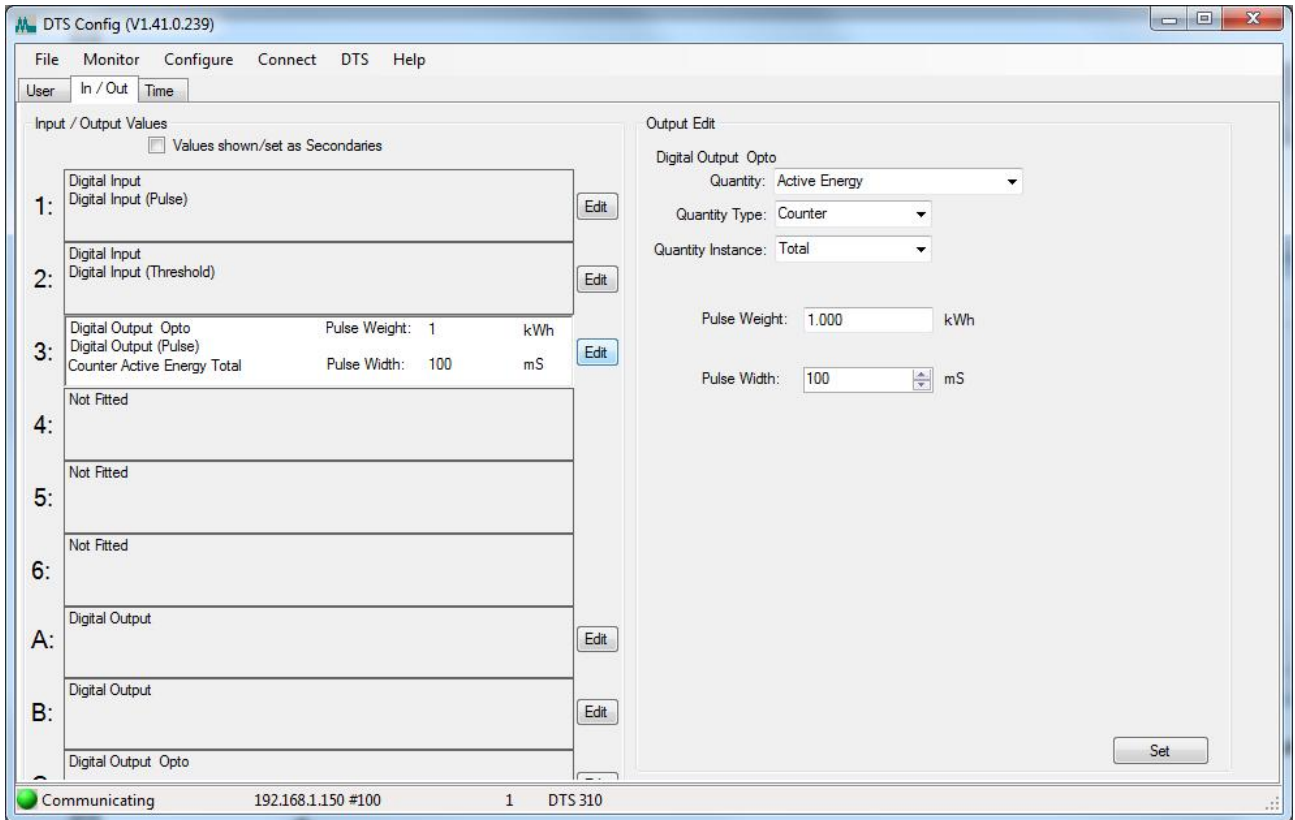 DTS Config (V1.41.0.239)
File Monitor Configure Connect DTS Help
User In / Out Time
Input / Output Values
Values shown/set as Secondaries
1:
Digital Input
Digital Input (Pulse)
Edit
2:
Digital Input
Digital Input (Threshold)
Edit
3:
Digital Output Opto Pulse Weight: 1 kWh
Digital Output (Pulse)
Counter Active Energy Total Pulse Width: 100 mS
Edit
4:
Not Fitted
5:
Not Fitted
6:
Not Fitted
A:
Digital Output
Edit
B:
Digital Output
Edit
Digital Output Opto
Output Edit
Digital Output Opto
Quantity: Active Energy
Quantity Type: Counter
Quantity Instance: Total
Pulse Weight: 1.000 kWh
Pulse Width: 100 mS
Set
Communicating 192.168.1.150 #100 1 DTS 310